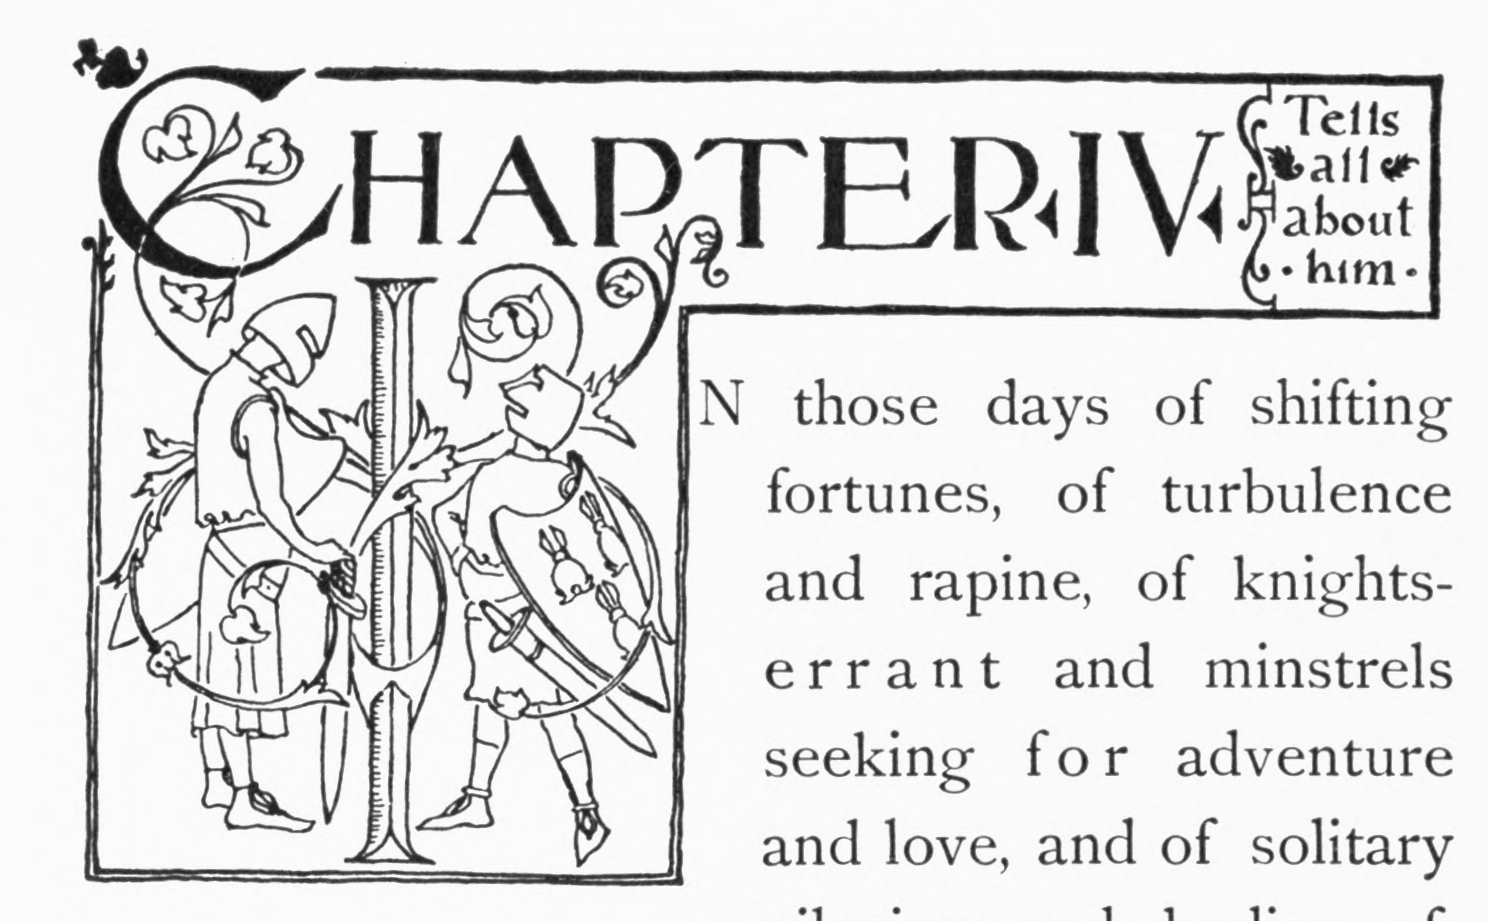 CHAPTER·IV·
Tells
all
about
· him ·
IN those days of shifting
fortunes, of turbulence
and rapine, of knights-
errant and minstrels
seeking for adventure
and love, and of solitary